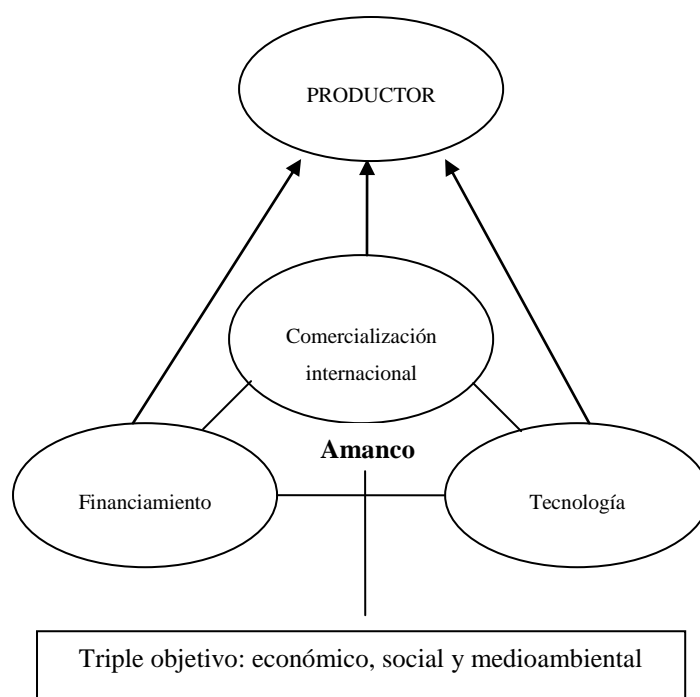 PRODUCTOR
Comercialización
internacional
Amanco
Financiamiento
Tecnología
Triple objetivo: económico, social y medioambiental